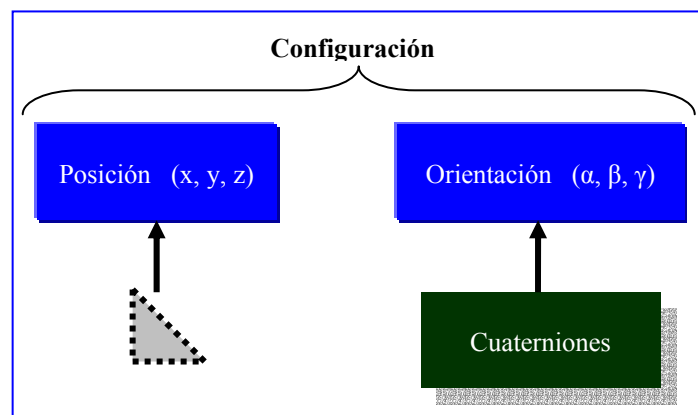 Configuración
Posición (x, y, z)
Orientación (α, β, γ)
Cuaterniones